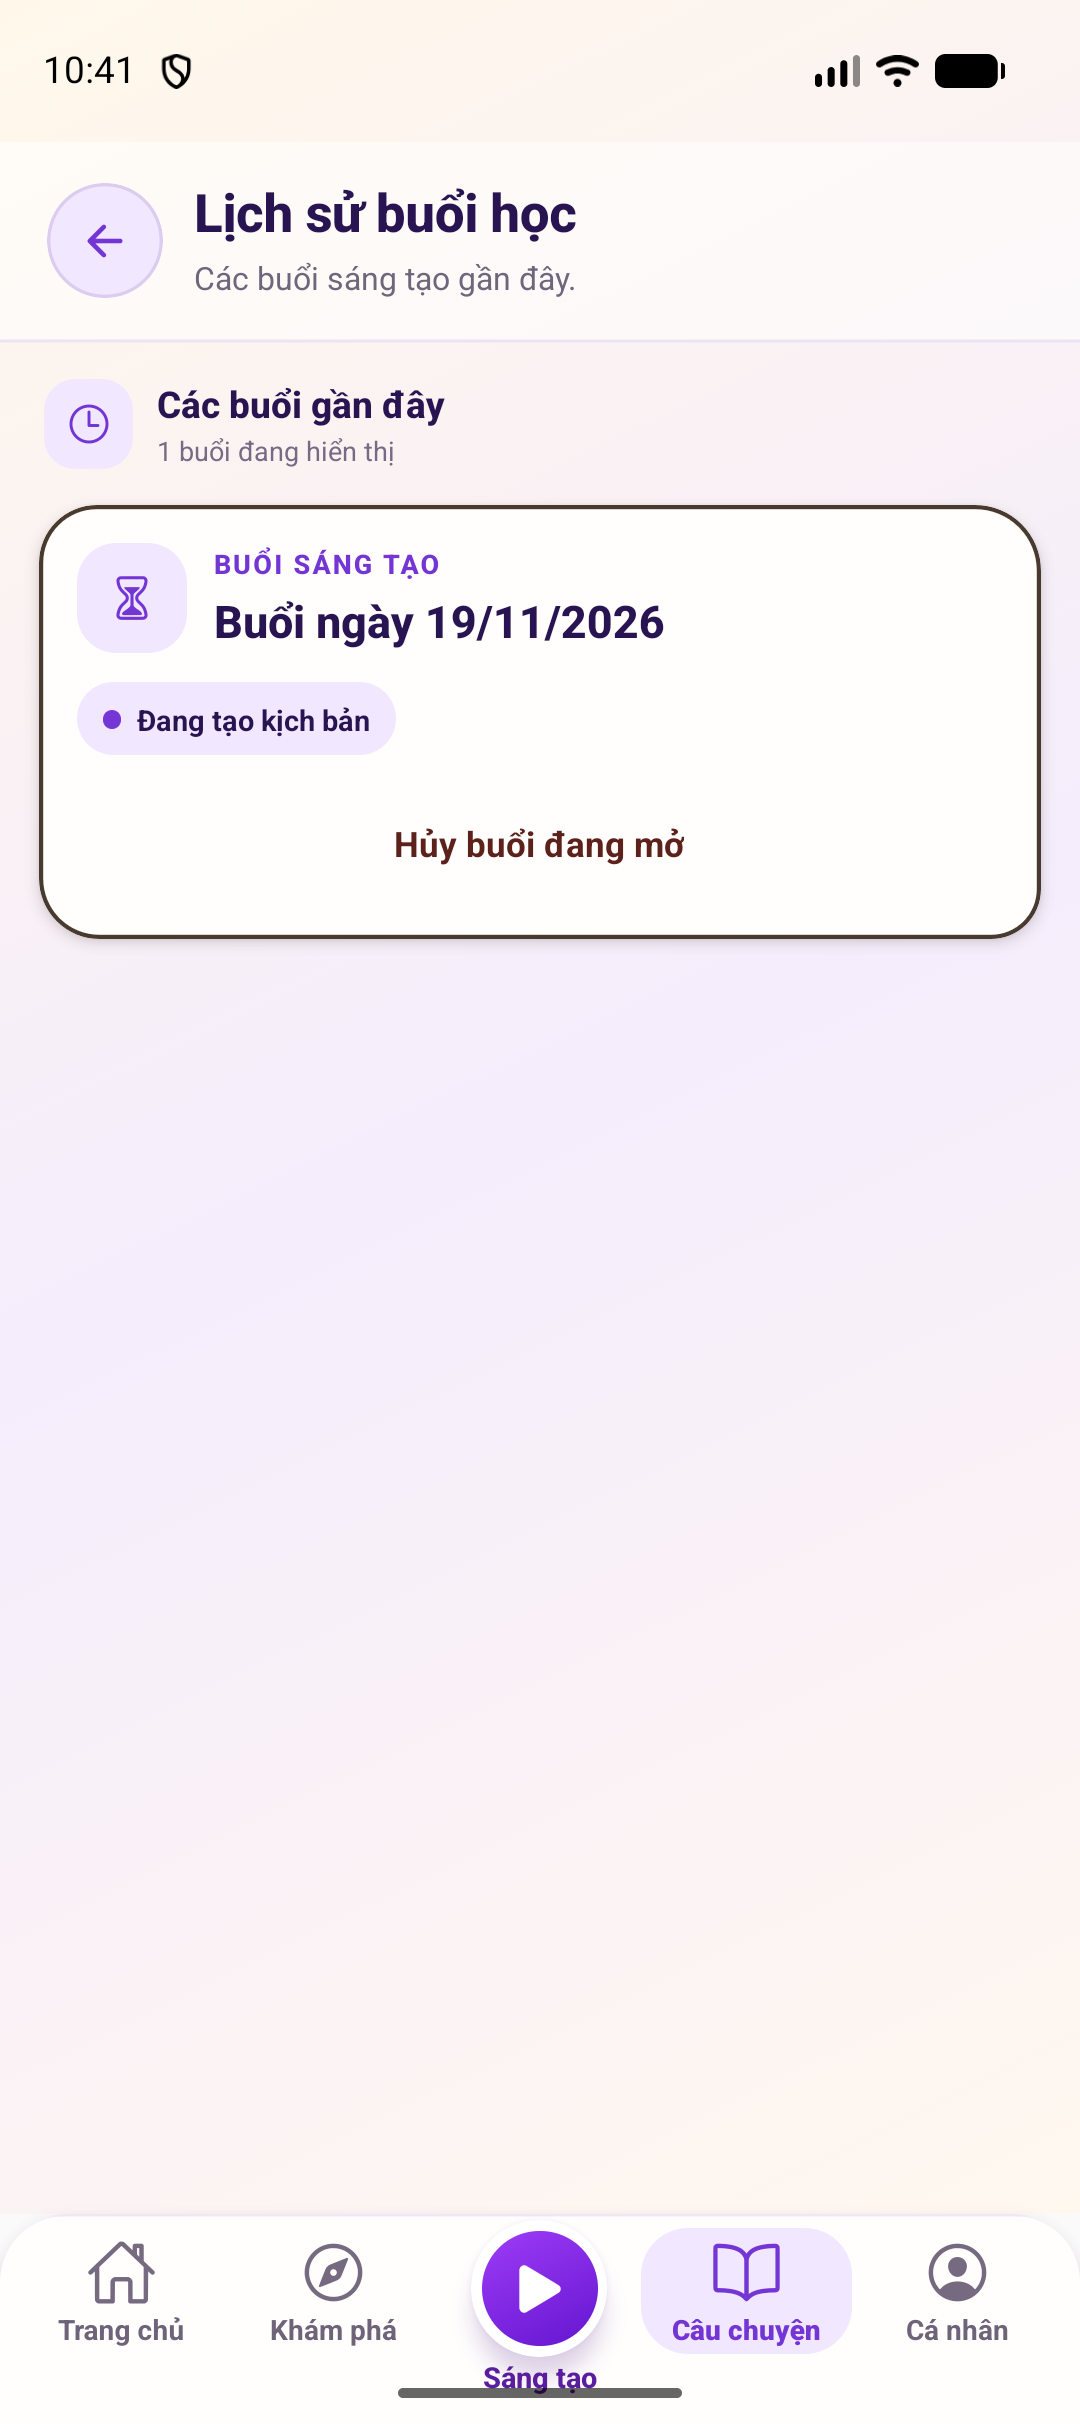 10:41
Lịch sử buổi học
Các buổi sáng tạo gần đây.
Các buổi gần đây
1 buổi đang hiển thị
BUỔI SÁNG TẠO
Buổi ngày 19/11/2026
Đang tạo kịch bản
Hủy buổi đang mở
Trang chủ
Khám phá
Sáng tạo
Câu chuyện
Cá nhân